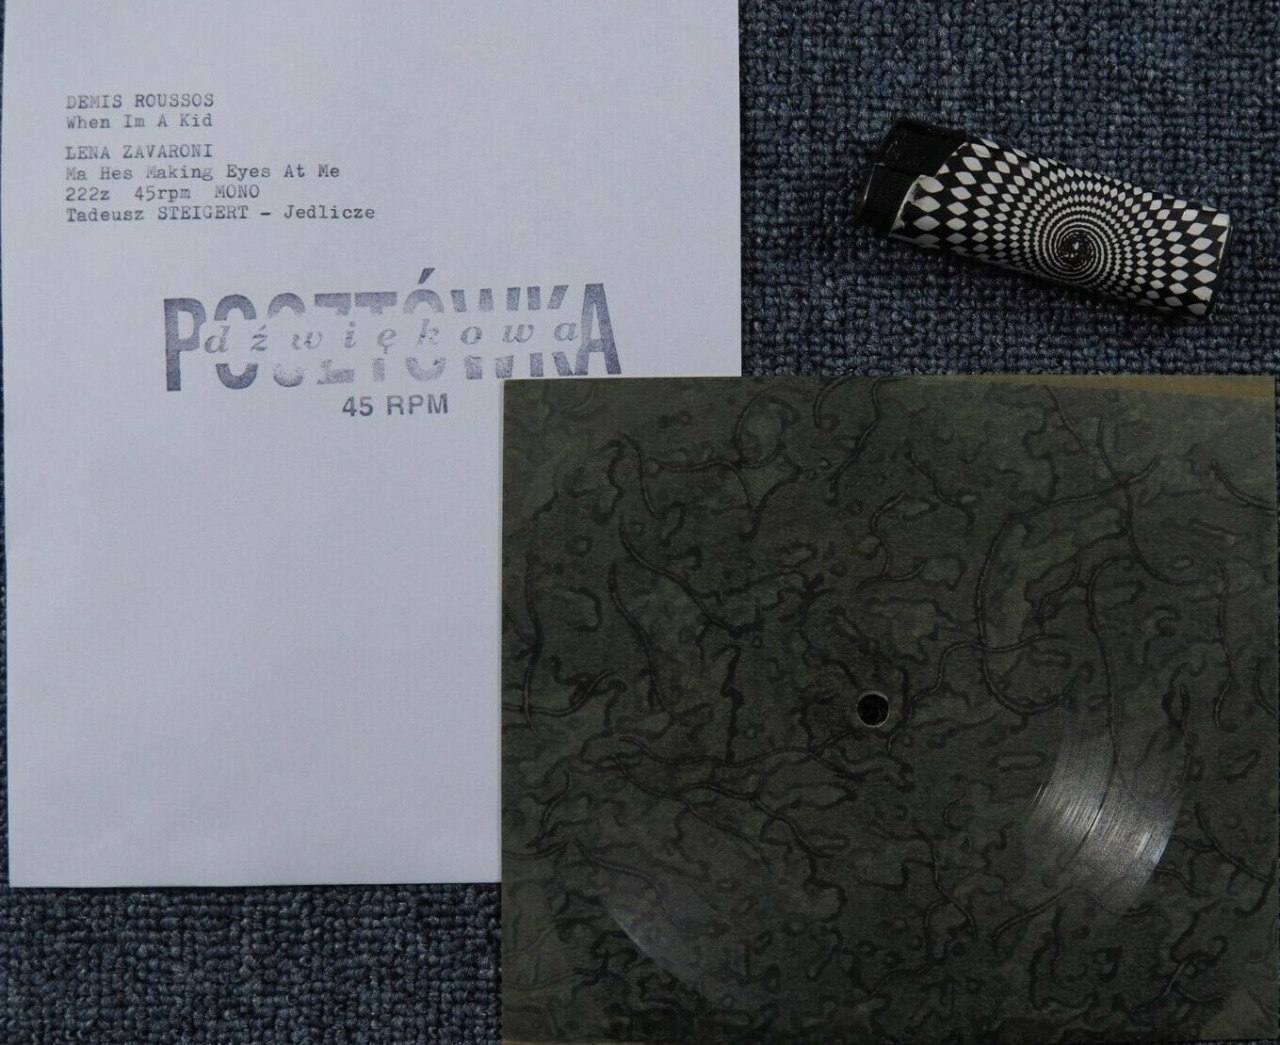 DEMIS ROUSSOS
When Im A Kid
LENA ZAVARONI
Ma Hes Making Eyes At Me
222z 45rpm MONO
Tadeusz STEIGERT - Jedlicze
POCZTÓWKA
dźwiękowa
45 RPM